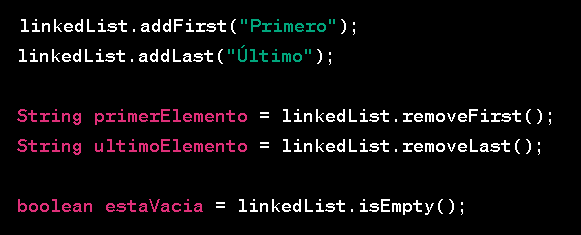 linkedList.addFirst("Primero");
linkedList.addLast("Último");
String primerElemento = linkedList.removeFirst();
String ultimoElemento = linkedList.removeLast();
boolean estaVacia = linkedList.isEmpty();